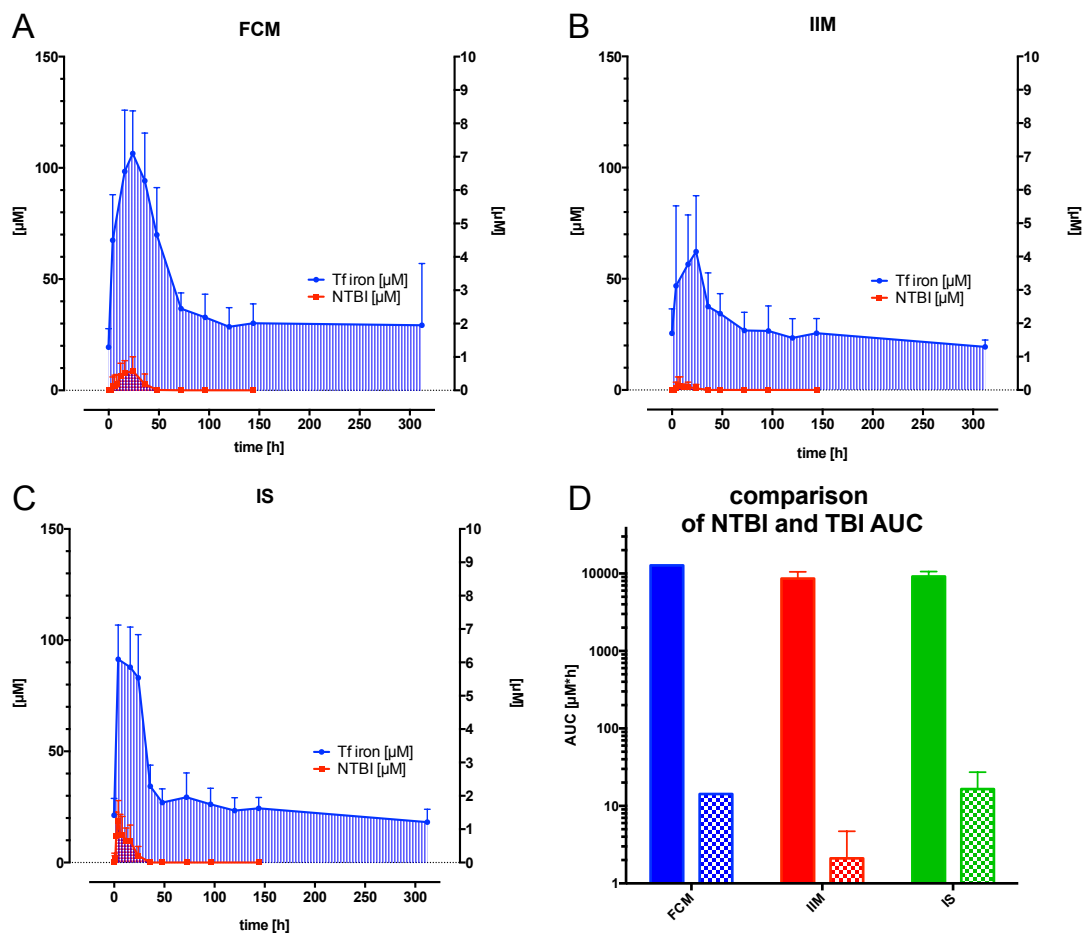 A
FCM
150
100
50
0
[µM]
10
9
8
7
6
5
4
3
2
1
0
[µM]
Tf iron [µM]
NTBI [µM]
0 50 100 150 200 250 300
time [h]
B
IIM
150
100
50
0
[µM]
10
9
8
7
6
5
4
3
2
1
0
[µM]
Tf iron [µM]
NTBI [µM]
0 50 100 150 200 250 300
time [h]
C
IS
150
100
50
0
[µM]
10
9
8
7
6
5
4
3
2
1
0
[µM]
Tf iron [µM]
NTBI [µM]
0 50 100 150 200 250 300
time [h]
D
comparison
of NTBI and TBI AUC
10000
1000
100
10
1
AUC [µM*h]
FCM IIM IS